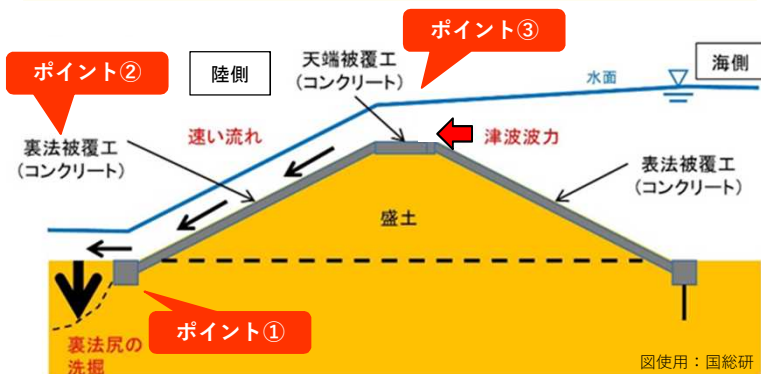 ポイント③
ポイント②
陸側
天端被覆工
(コンクリート)
水面
海側
速い流れ
津波波力
裏法被覆工
(コンクリート)
表法被覆工
(コンクリート)
盛土
ポイント①
裏法尻の
洗掘
図使用：国総研